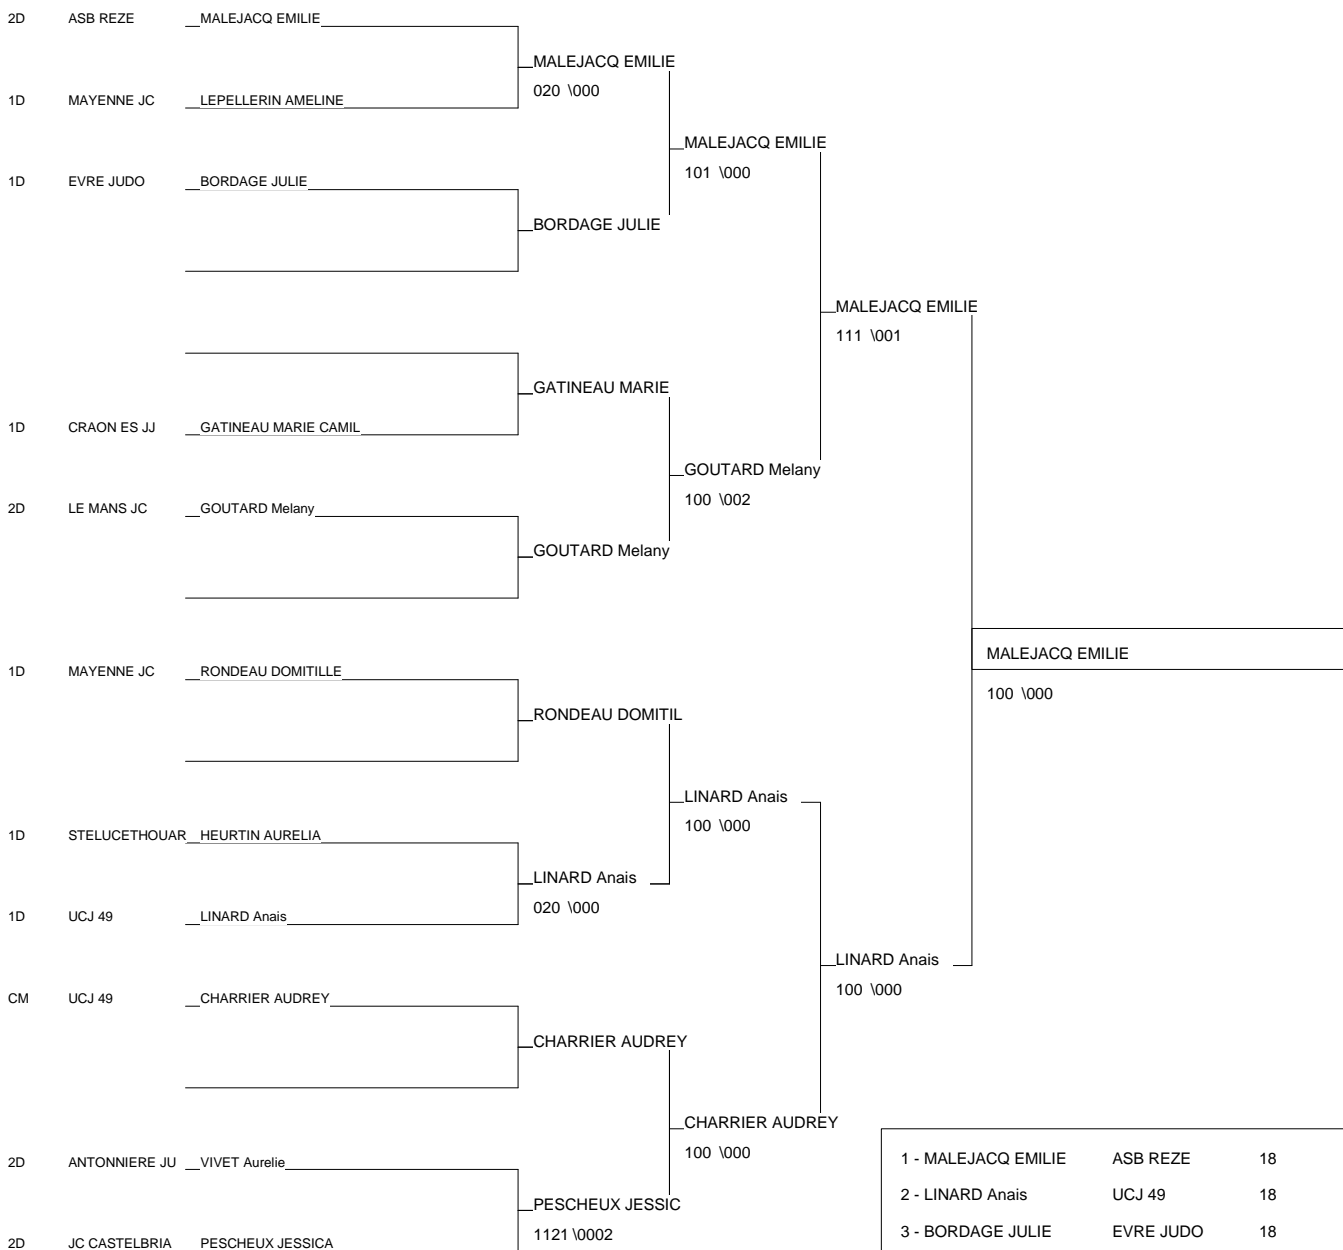 2D ASB REZE MALEJACQ EMILIE
MALEJACQ EMILIE
020 \000
1D MAYENNE JC LEPELLERIN AMELINE
MALEJACQ EMILIE
101 \000
1D EVRE JUDO BORDAGE JULIE
BORDAGE JULIE
MALEJACQ EMILIE
111 \001
GATINEAU MARIE
1D CRAON ES JJ GATINEAU MARIE CAMIL
GOUTARD Melany
100 \002
2D LE MANS JC GOUTARD Melany
GOUTARD Melany
MALEJACQ EMILIE
100 \000
1D MAYENNE JC RONDEAU DOMITILLE
RONDEAU DOMITIL
LINARD Anais
100 \000
1D STELUCETHOUAR HEURTIN AURELIA
LINARD Anais
020 \000
1D UCJ 49 LINARD Anais
LINARD Anais
100 \000
CM UCJ 49 CHARRIER AUDREY
CHARRIER AUDREY
CHARRIER AUDREY
100 \000
2D ANTONNIERE JU VIVET Aurelie
PESCHEUX JESSIC
1121 \0002
2D JC CASTELBRIA PESCHEUX JESSICA
1 - MALEJACQ EMILIE ASB REZE 18
2 - LINARD Anais UCJ 49 18
3 - BORDAGE JULIE EVRE JUDO 18